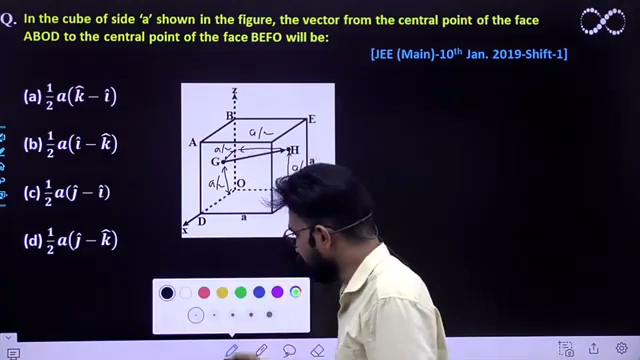 Q. In the cube of side 'a' shown in the figure, the vector from the central point of the face
ABOD to the central point of the face BEFO will be:
[JEE (Main)-10th Jan. 2019-Shift-1]
(a) 1/2 a(k̂ − î)
(b) 1/2 a(î − k̂)
(c) 1/2 a(ĵ − î)
(d) 1/2 a(ĵ − k̂)
z
B
E
a/2
A
a/2
H
G
a
a/2
O
D
a
x